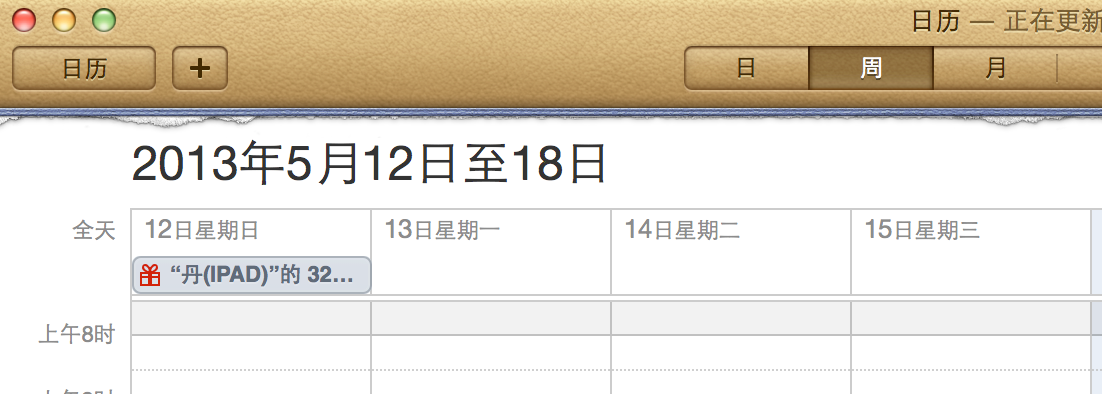 日历 — 正在更新
日历
+
日
周
月
2013年5月12日至18日
全天
12日星期日
13日星期一
14日星期二
15日星期三
“丹(IPAD)”的 32…
上午8时